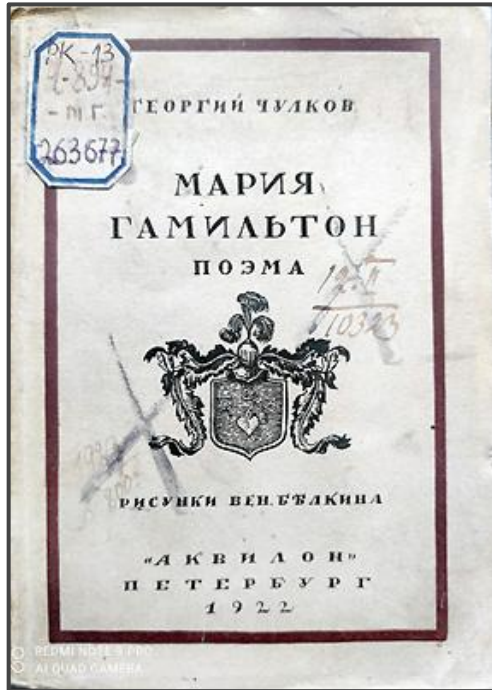 РК-13
263677
ГЕОРГИЙ ЧУЛКОВ
МАРИЯ
ГАМИЛЬТОН
ПОЭМА
10323
РИСУНКИ ВЕН. БѢЛКИНА
"АКВИЛОН"
ПЕТЕРБУРГ
1922
REDMI NOTE 9 PRO
AI QUAD CAMERA